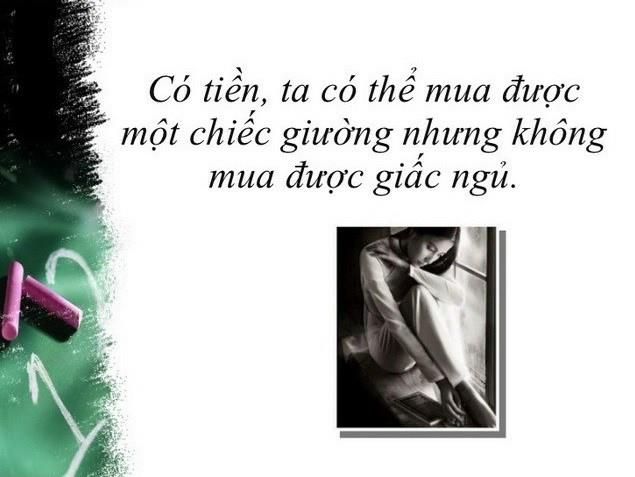 Có tiền, ta có thể mua được
một chiếc giường nhưng không
mua được giấc ngủ.